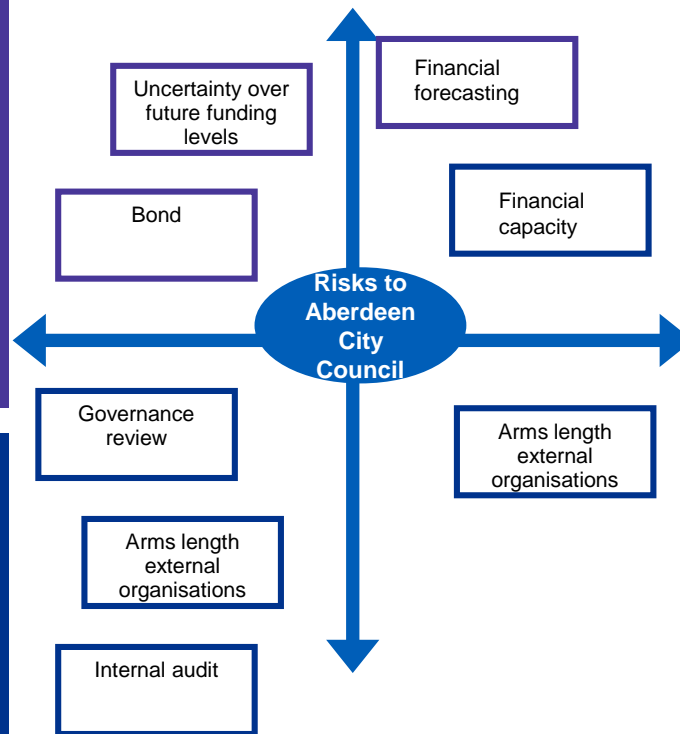 Uncertainty over
future funding
levels
Financial
forecasting
Bond
Financial
capacity
Risks to
Aberdeen
City
Council
Governance
review
Arms length
external
organisations
Arms length
external
organisations
Internal audit